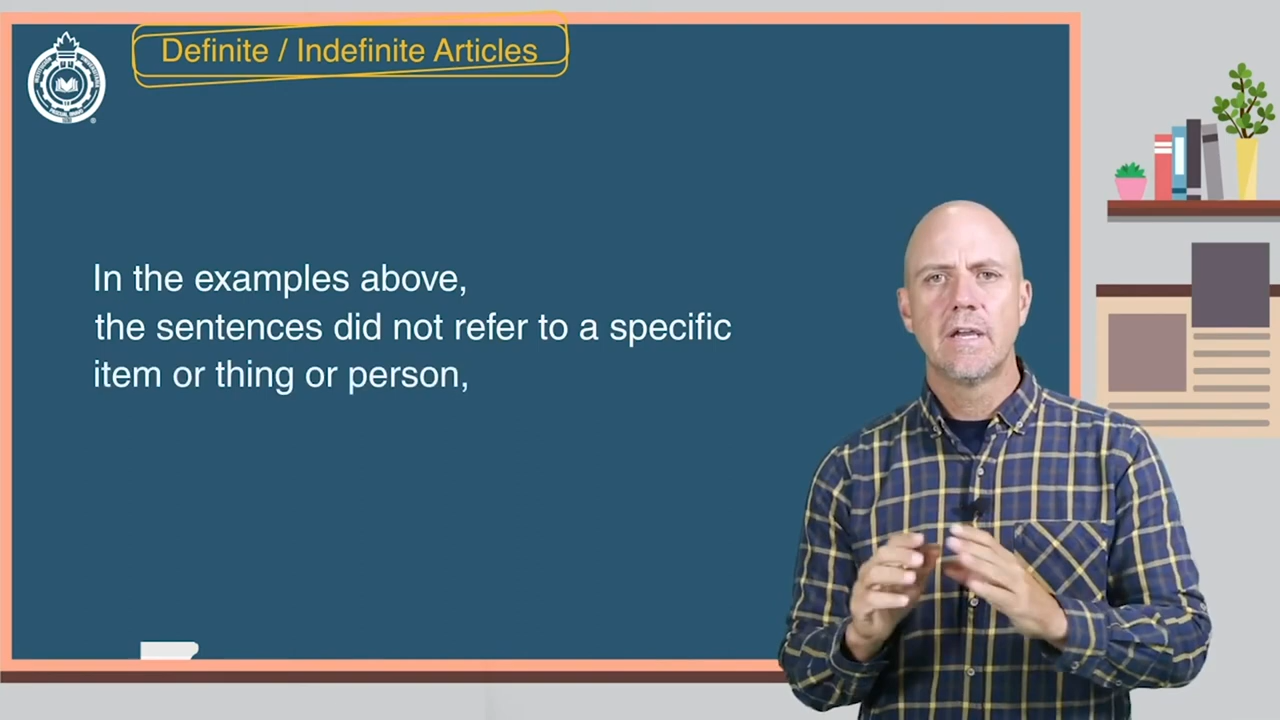 Definite / Indefinite Articles
In the examples above,
the sentences did not refer to a specific
item or thing or person,